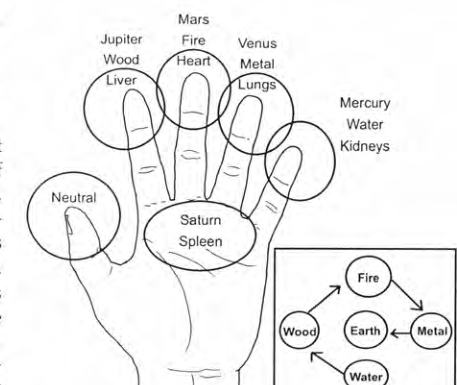 Mars
Jupiter
Fire
Venus
Wood
Heart
Metal
Liver
Lungs
Mercury
Water
Kidneys
Neutral
Saturn
Spleen
Fire
Wood
Earth
Metal
Water